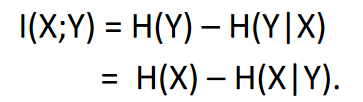 I(X;Y) = H(Y) – H(Y|X)
= H(X) – H(X|Y).